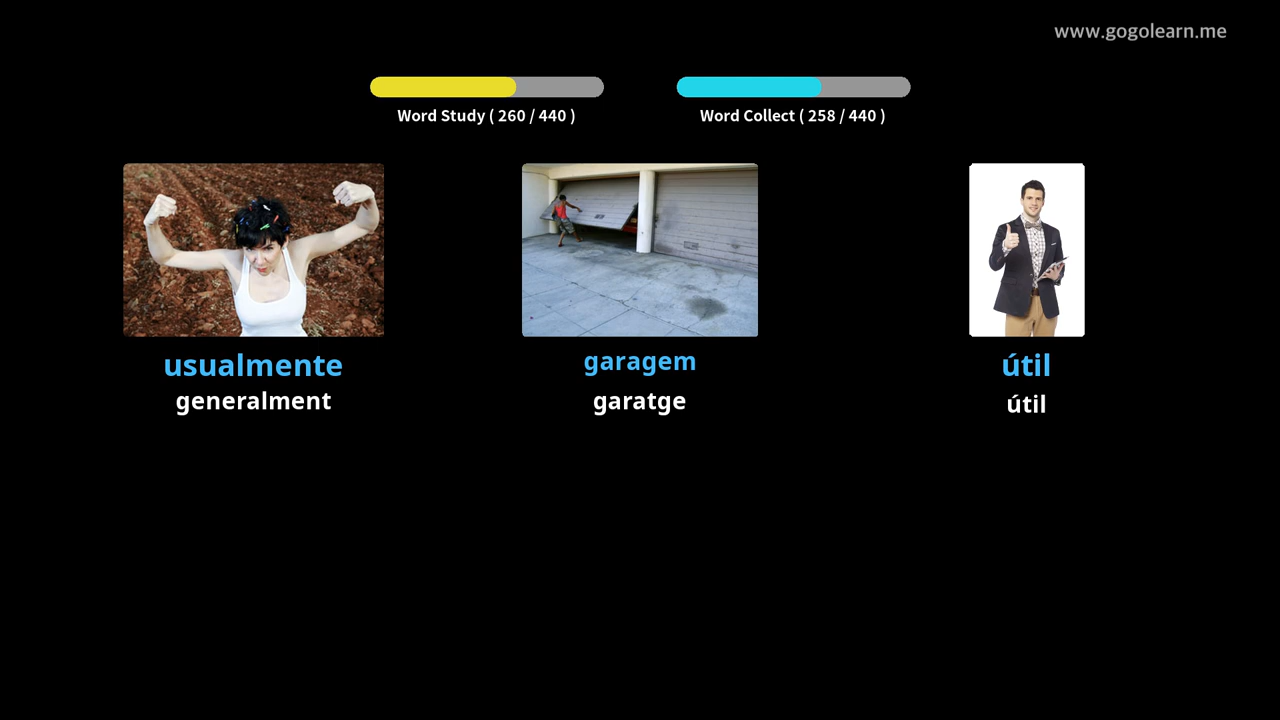 www.gogolearn.me
Word Study ( 260 / 440 )
Word Collect ( 258 / 440 )
usualmente
generalment
garagem
garatge
útil
útil